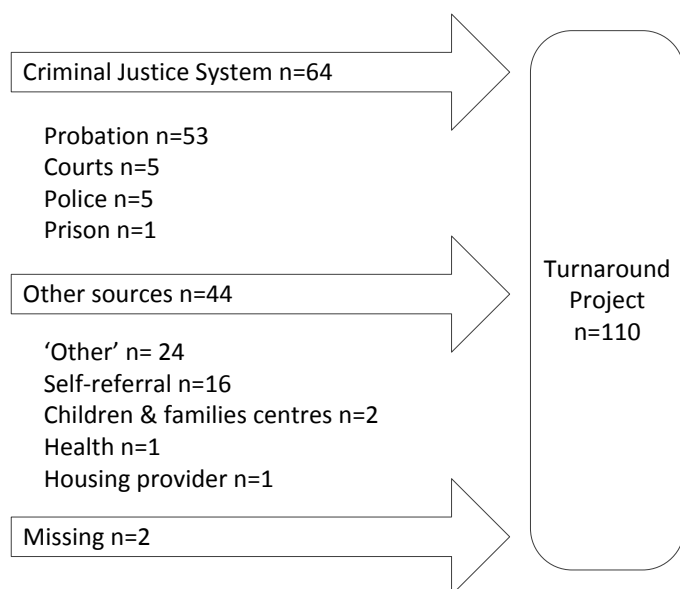 Criminal Justice System n=64
Probation n=53
Courts n=5
Police n=5
Prison n=1
Other sources n=44
‘Other’ n= 24
Self-referral n=16
Children & families centres n=2
Health n=1
Housing provider n=1
Missing n=2
Turnaround
Project
n=110